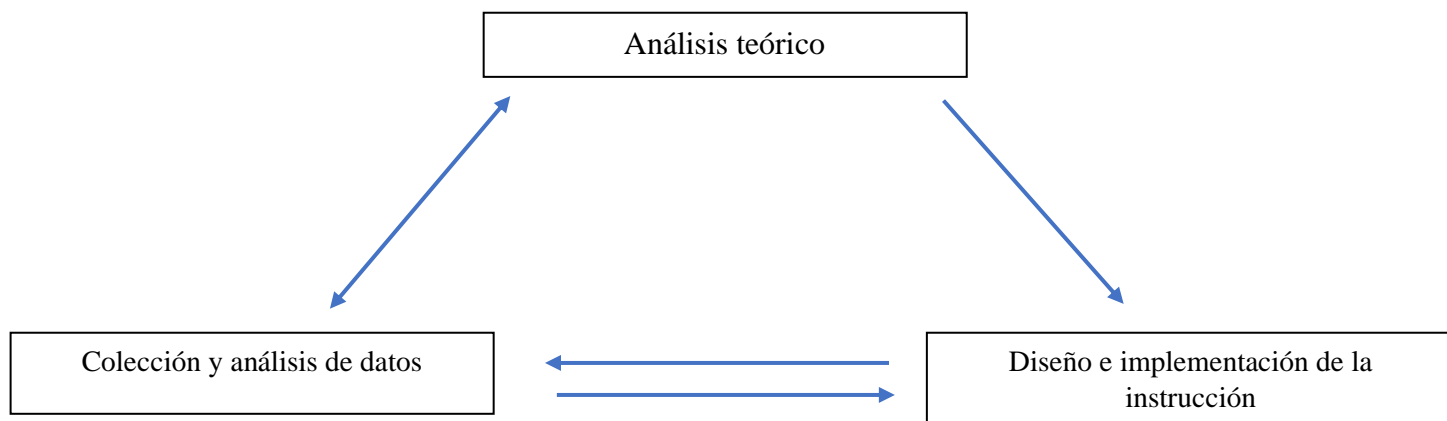 Análisis teórico
Colección y análisis de datos
Diseño e implementación de la
instrucción